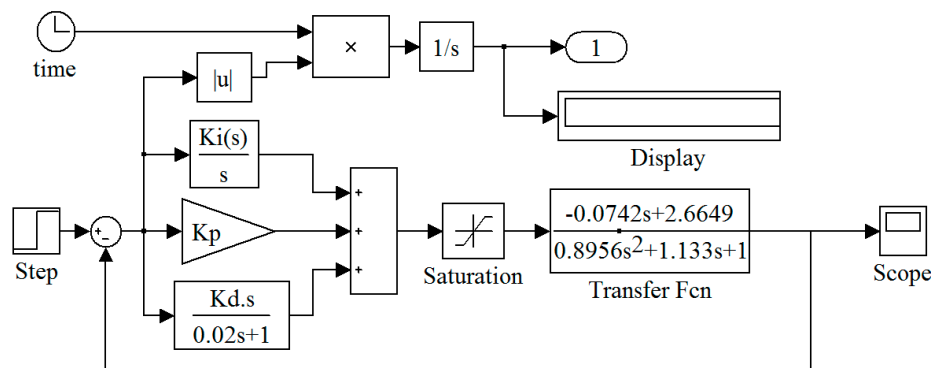 time
×
1/s
1
|u|
Display
Ki(s)
s
+
Step
+
-
Kp
+
Saturation
-0.0742s+2.6649
0.8956s²+1.133s+1
Transfer Fcn
Scope
Kd.s
0.02s+1
+